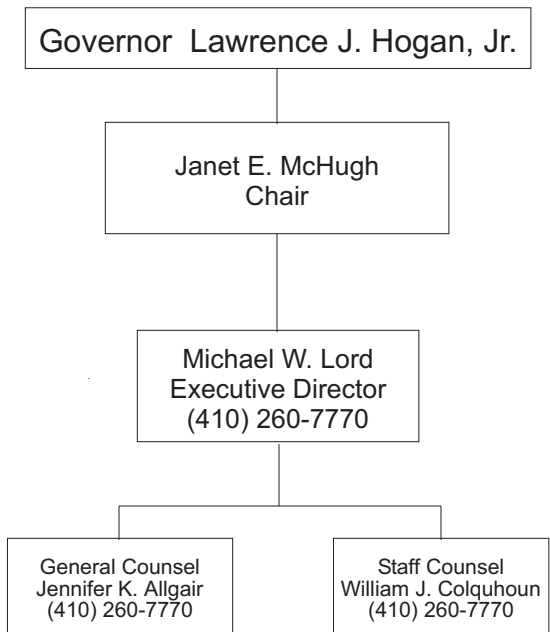 Governor Lawrence J. Hogan, Jr.
Janet E. McHugh
Chair
Michael W. Lord
Executive Director
(410) 260-7770
General Counsel
Jennifer K. Allgair
(410) 260-7770
Staff Counsel
William J. Colquhoun
(410) 260-7770